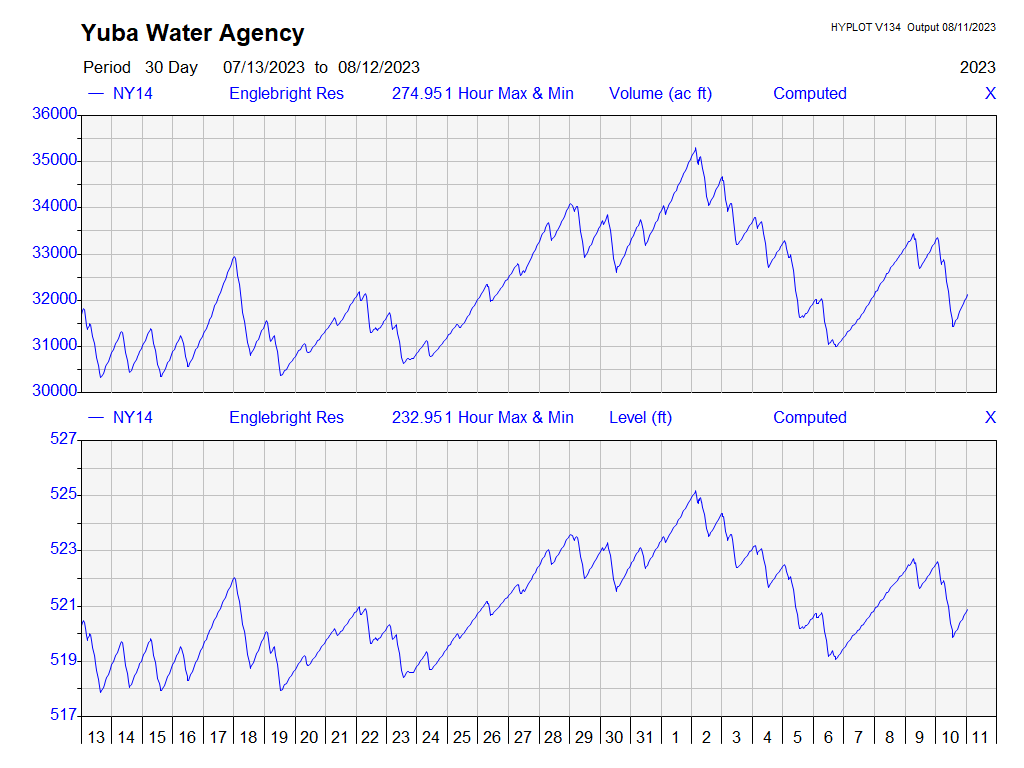 Yuba Water Agency
HYPLOT V134 Output 08/11/2023
Period 30 Day 07/13/2023 to 08/12/2023 2023
NY14 Englebright Res 274.951 Hour Max & Min Volume (ac ft) Computed X
36000
35000
34000
33000
32000
31000
30000
NY14 Englebright Res 232.951 Hour Max & Min Level (ft) Computed X
527
525
523
521
519
517
13 14 15 16 17 18 19 20 21 22 23 24 25 26 27 28 29 30 31 1 2 3 4 5 6 7 8 9 10 11